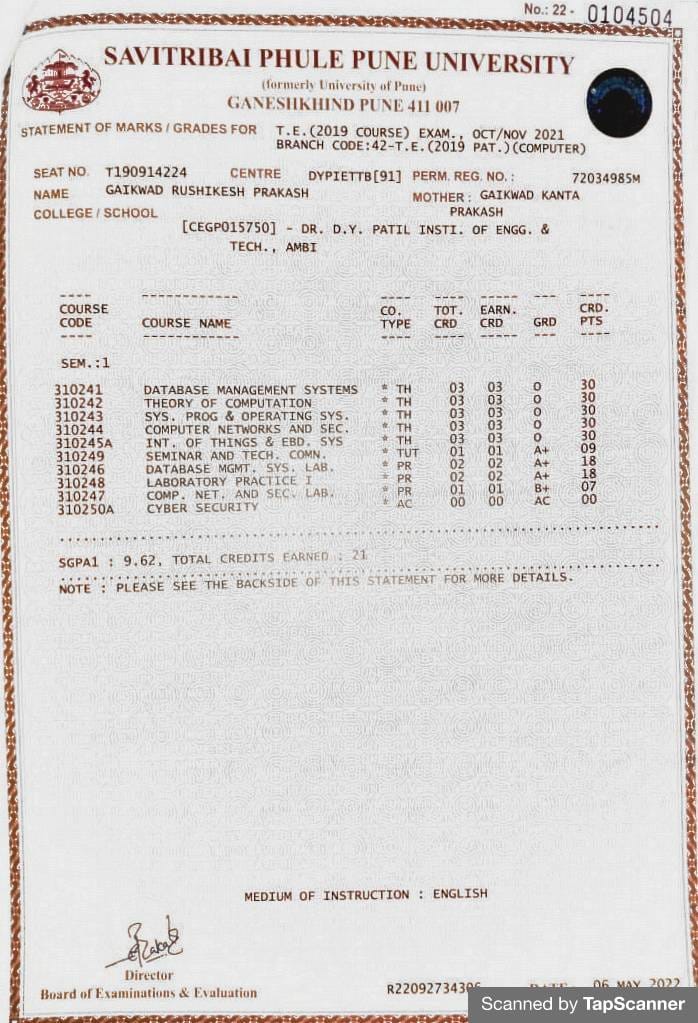 No.: 22 - 0104504
SAVITRIBAI PHULE PUNE UNIVERSITY
(formerly University of Pune)
GANESHKHIND PUNE 411 007
STATEMENT OF MARKS / GRADES FOR T.E.(2019 COURSE) EXAM., OCT/NOV 2021
BRANCH CODE:42-T.E.(2019 PAT.)(COMPUTER)
SEAT NO. T190914224 CENTRE DYPIETTB[91] PERM. REG. NO. : 72034985M
NAME GAIKWAD RUSHIKESH PRAKASH MOTHER : GAIKWAD KANTA
PRAKASH
COLLEGE / SCHOOL
[CEGP015750] - DR. D.Y. PATIL INSTI. OF ENGG. &
TECH., AMBI
COURSE CO. TOT. EARN. CRD.
CODE COURSE NAME TYPE CRD CRD GRD PTS
SEM.:1
310241 DATABASE MANAGEMENT SYSTEMS * TH 03 03 O 30
310242 THEORY OF COMPUTATION * TH 03 03 O 30
310243 SYS. PROG & OPERATING SYS. * TH 03 03 O 30
310244 COMPUTER NETWORKS AND SEC. * TH 03 03 O 30
310245A INT. OF THINGS & EBD. SYS * TH 03 03 O 30
310249 SEMINAR AND TECH. COMN. * TUT 01 01 A+ 09
310246 DATABASE MGMT. SYS. LAB. * PR 02 02 A+ 18
310248 LABORATORY PRACTICE I * PR 02 02 A+ 18
310247 COMP. NET. AND SEC. LAB. * PR 01 01 B+ 07
310250A CYBER SECURITY * AC 00 00 AC 00
SGPA1 : 9.62, TOTAL CREDITS EARNED : 21
NOTE : PLEASE SEE THE BACKSIDE OF THIS STATEMENT FOR MORE DETAILS.
MEDIUM OF INSTRUCTION : ENGLISH
Director
Board of Examinations & Evaluation
R22092734306 DATE 06 MAY 2022
Scanned by TapScanner